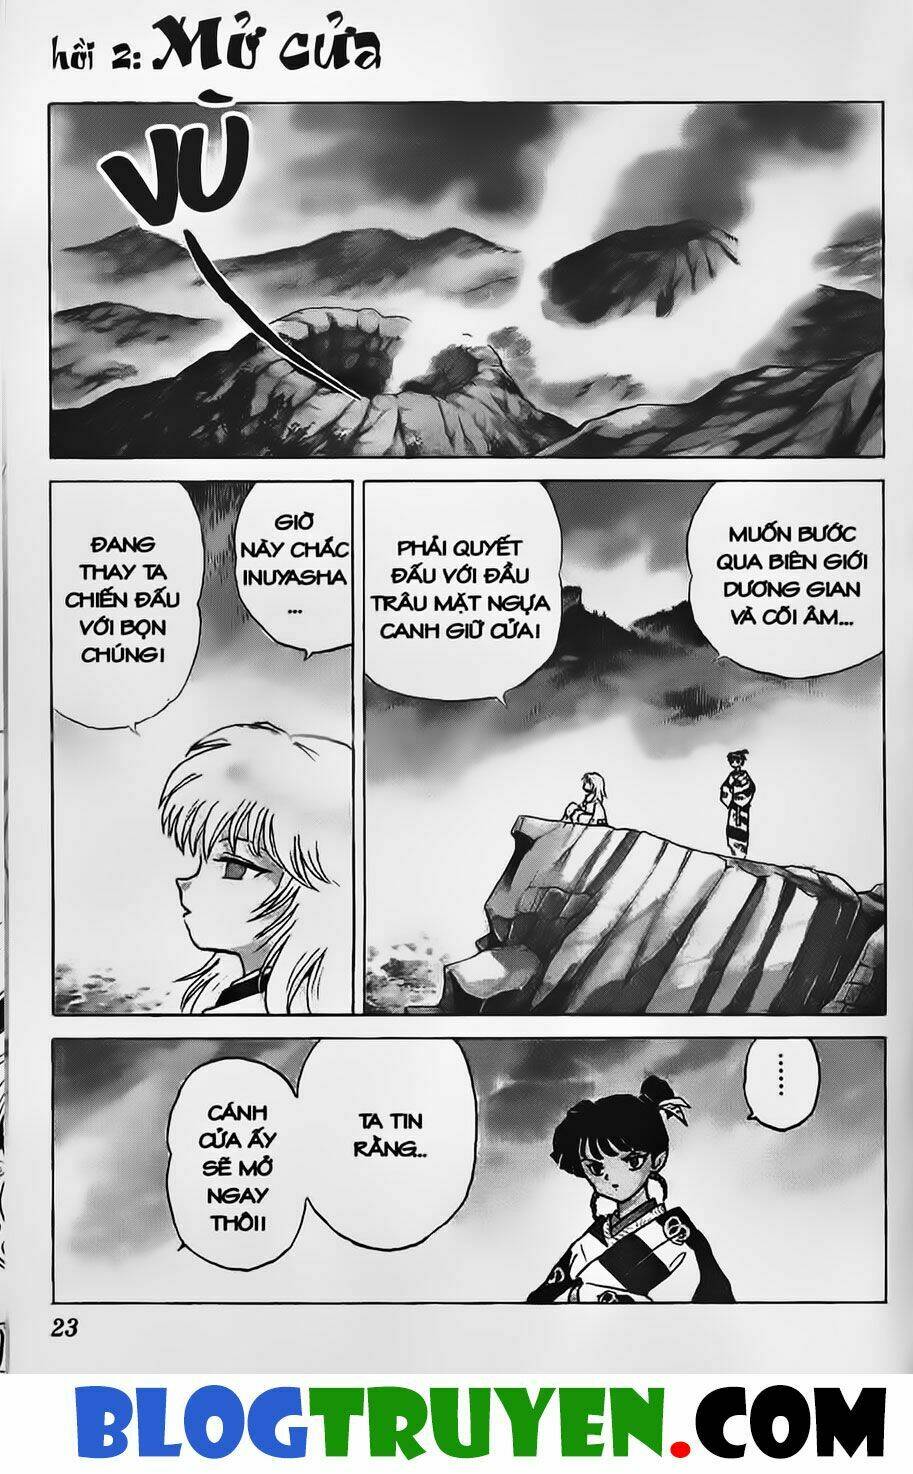 hồi 2: Mở cửa
VÙ
MUỐN BƯỚC
QUA BIÊN GIỚI
DƯƠNG GIAN
VÀ CÕI ÂM...
PHẢI QUYẾT
ĐẤU VỚI ĐẦU
TRÂU MẶT NGỰA
CANH GIỮ CỬA!
GIỜ
NÀY CHẮC
INUYASHA
...
ĐANG
THAY TA
CHIẾN ĐẤU
VỚI BỌN
CHÚNG!
......
TA TIN
RẰNG...
CÁNH
CỬA ẤY
SẼ MỞ
NGAY
THÔI!
23
BLOGTRUYEN.COM